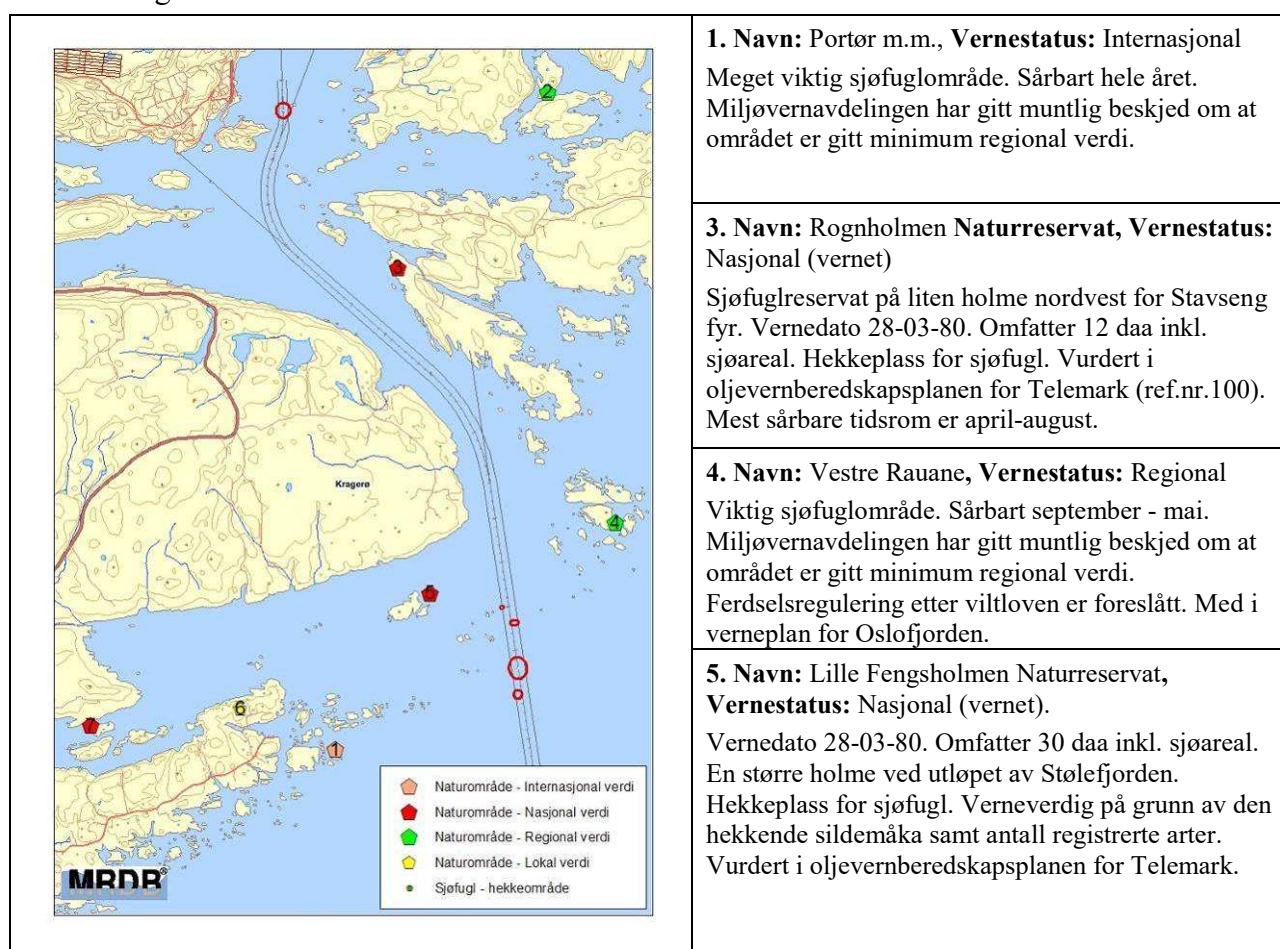 2
3
Kragerø
4
5
6
7
1
Naturområde - Internasjonal verdi
Naturområde - Nasjonal verdi
Naturområde - Regional verdi
Naturområde - Lokal verdi
Sjøfugl - hekkeområde
MRDB®
1. Navn: Portør m.m., Vernestatus: Internasjonal
Meget viktig sjøfuglområde. Sårbart hele året.
Miljøvernavdelingen har gitt muntlig beskjed om at
området er gitt minimum regional verdi.
3. Navn: Rognholmen Naturreservat, Vernestatus:
Nasjonal (vernet)
Sjøfuglreservat på liten holme nordvest for Stavseng
fyr. Vernedato 28-03-80. Omfatter 12 daa inkl.
sjøareal. Hekkeplass for sjøfugl. Vurdert i
oljevernberedskapsplanen for Telemark (ref.nr.100).
Mest sårbare tidsrom er april-august.
4. Navn: Vestre Rauane, Vernestatus: Regional
Viktig sjøfuglområde. Sårbart september - mai.
Miljøvernavdelingen har gitt muntlig beskjed om at
området er gitt minimum regional verdi.
Ferdselsregulering etter viltloven er foreslått. Med i
verneplan for Oslofjorden.
5. Navn: Lille Fengsholmen Naturreservat,
Vernestatus: Nasjonal (vernet).
Vernedato 28-03-80. Omfatter 30 daa inkl. sjøareal.
En større holme ved utløpet av Stølefjorden.
Hekkeplass for sjøfugl. Verneverdig på grunn av den
hekkende sildemåka samt antall registrerte arter.
Vurdert i oljevernberedskapsplanen for Telemark.